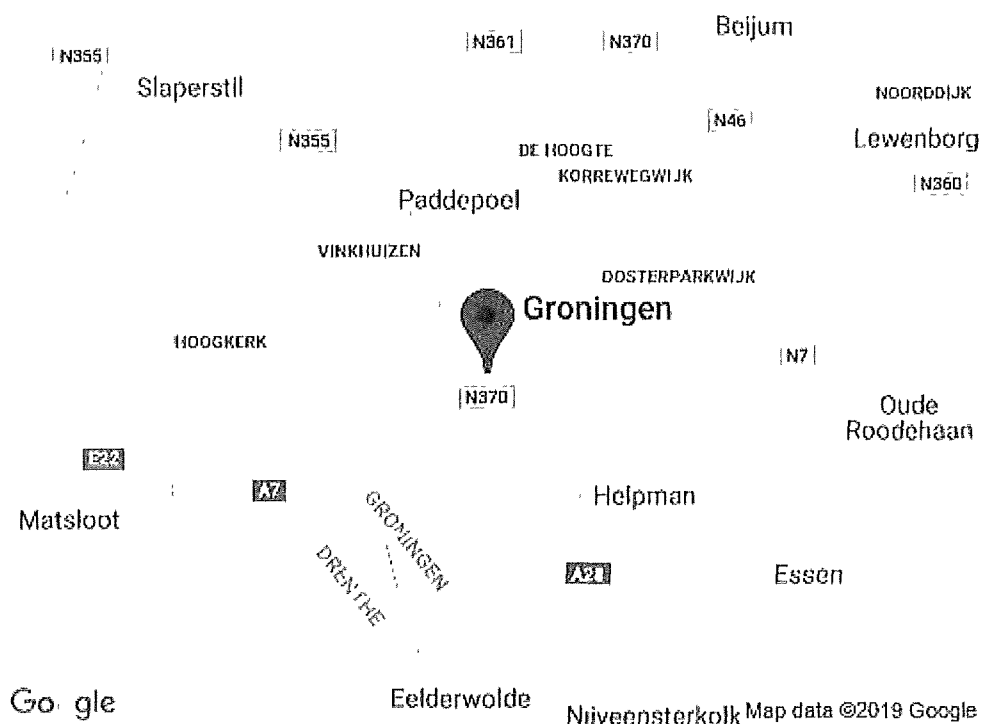 Beijum
N361
N370
N355
Slaperstil
NOORDDIJK
N46
N355
Lewenborg
DE HOOGTE
KORREWEGWIJK
N360
Paddepoel
VINKHUIZEN
OOSTERPARKWIJK
Groningen
HOOGKERK
N7
N370
Oude
Roodehaan
E22
A7
Helpman
Matsloot
GRONINGEN
DRENTHE
A28
Essen
Google
Eelderwolde
Nijveensterkolk
Map data ©2019 Google